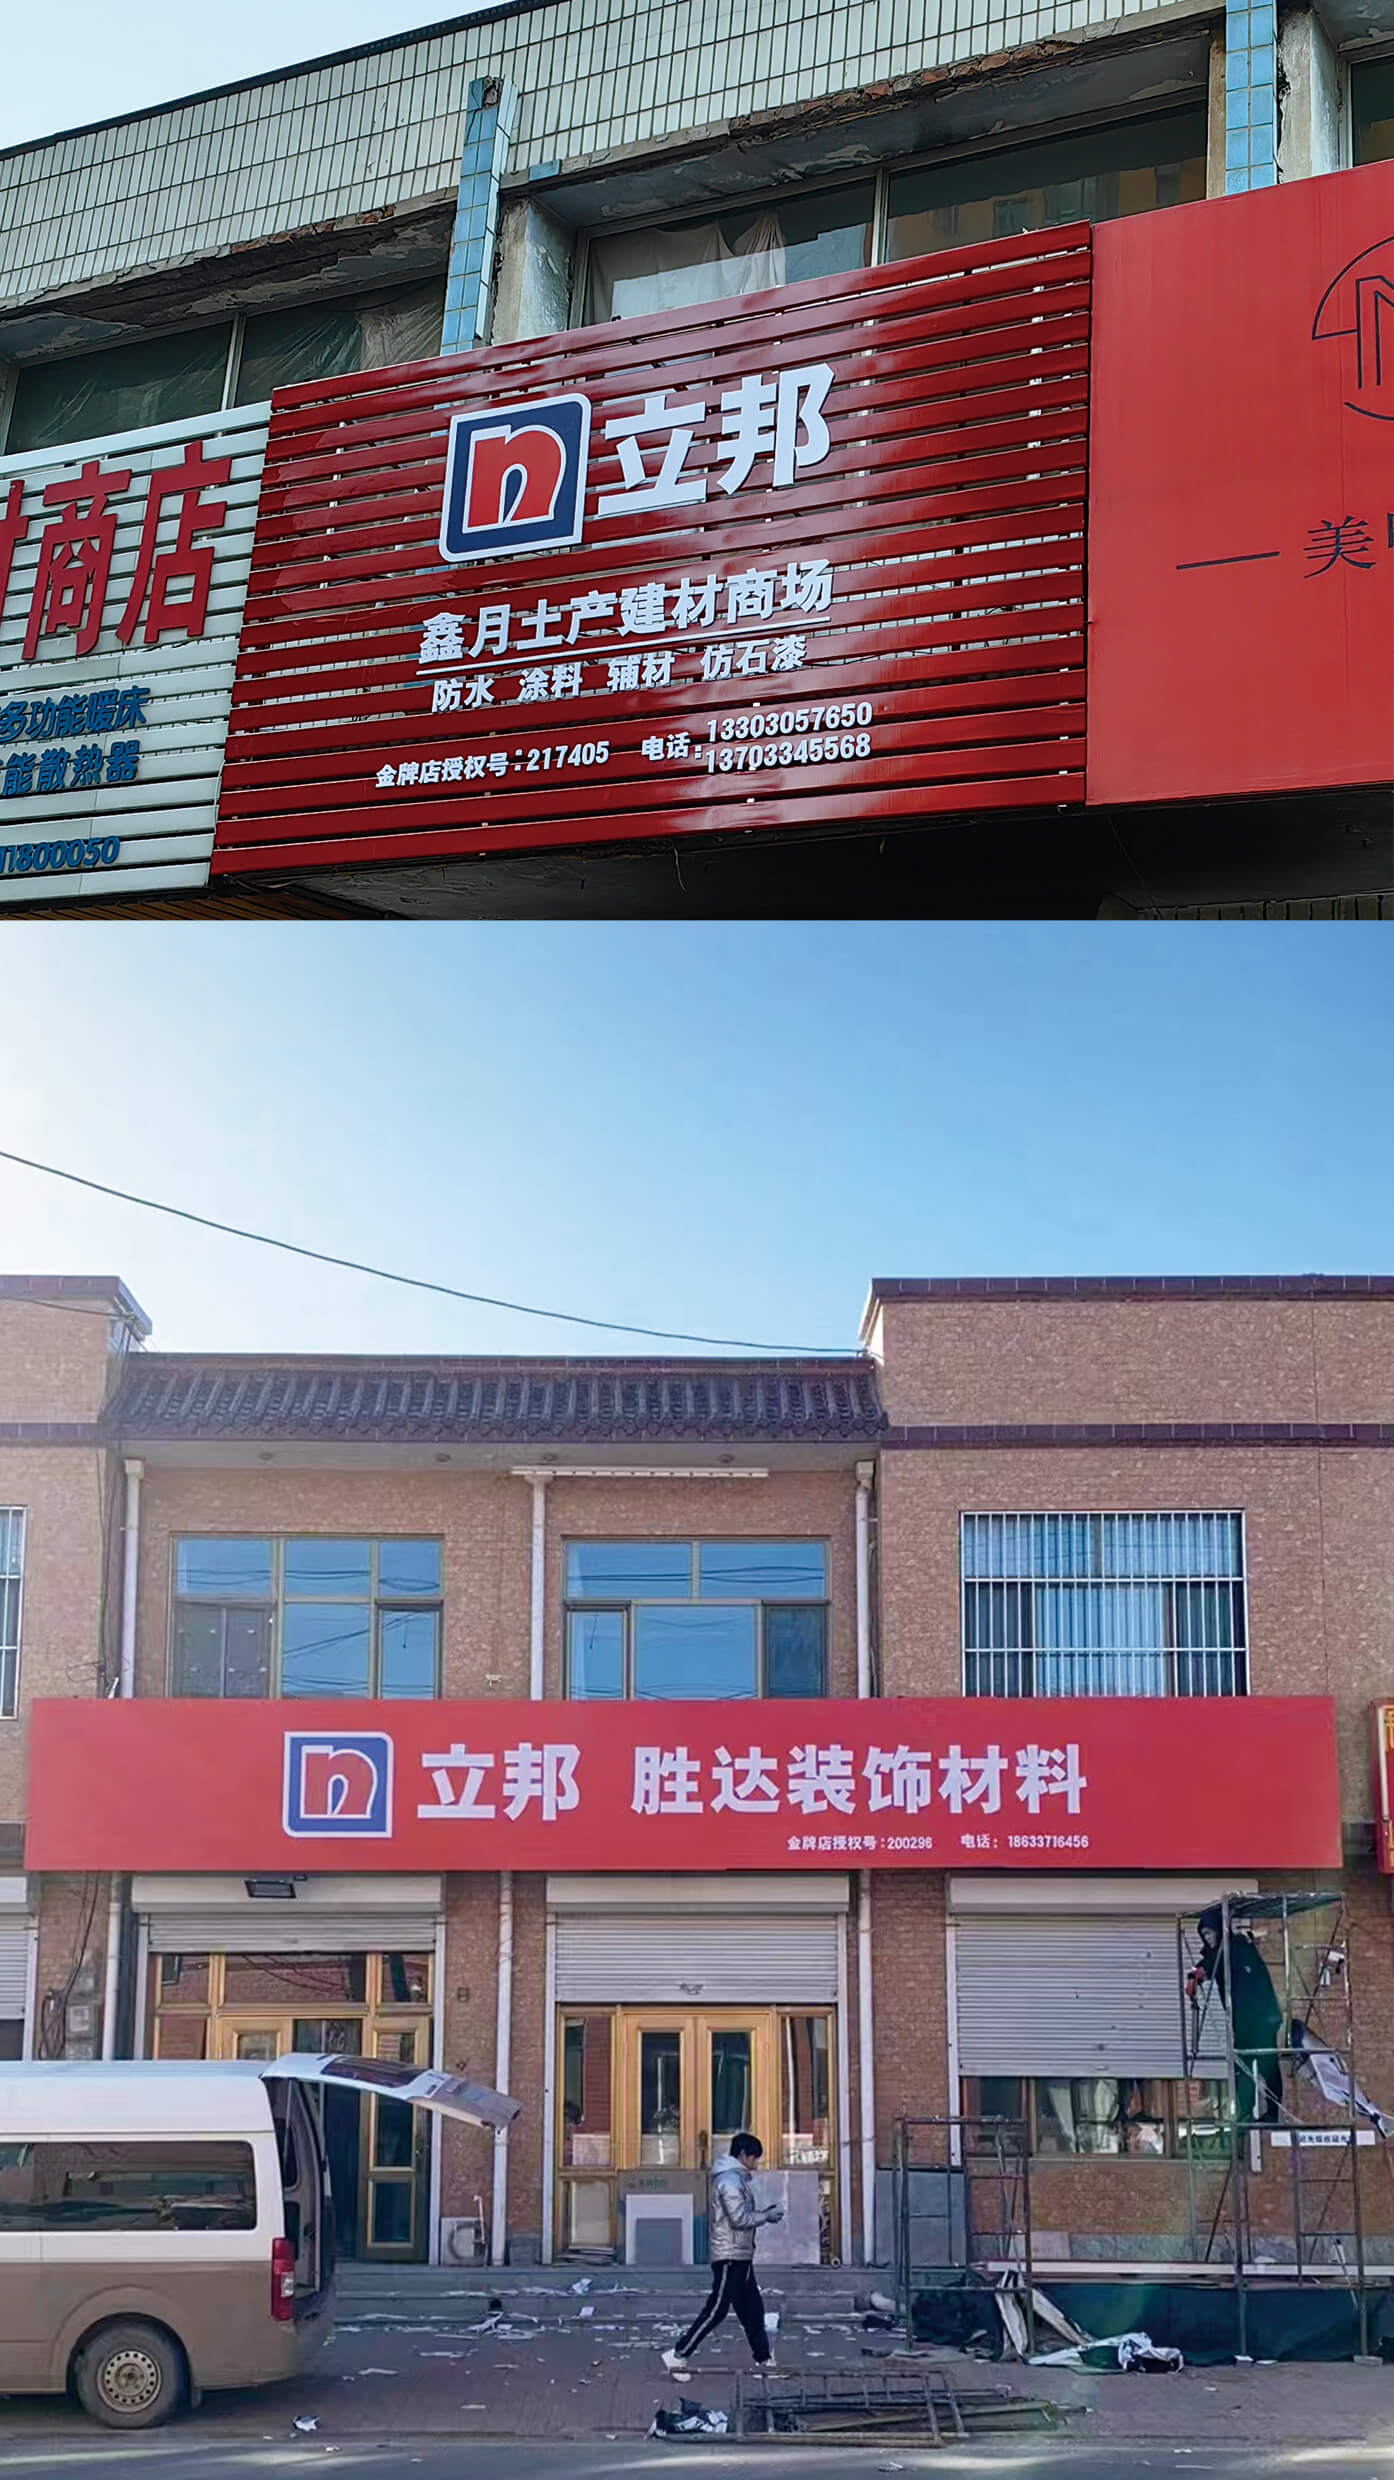 商店
多功能暖床
能散热器
11800050
n 立邦
鑫月土产建材商场
防水 涂料 辅材 仿石漆
金牌店授权号:217405 电话:
13303057650
13703345568
美
n 立邦 胜达装饰材料
金牌店授权号:200296 电话: 18633716456